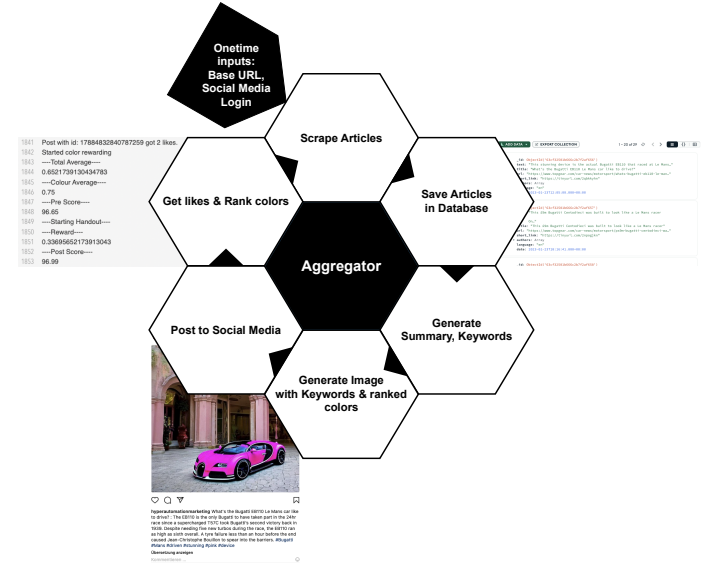 Onetime
inputs:
Base URL,
Social Media
Login
Scrape Articles
Save Articles
in Database
Generate
Summary, Keywords
Generate Image
with Keywords & ranked
colors
Post to Social Media
Get likes & Rank colors
Aggregator
1841 Post with id: 17884832840787259 got 2 likes.
1842 Started color rewarding
1843 ----Total Average----
1844 0.6521739130434783
1845 ----Colour Average----
1846 0.75
1847 ----Pre Score----
1848 96.65
1849 ----Starting Handout----
1850 ----Reward----
1851 0.33695652173913043
1852 ----Post Score----
1853 96.99
ADD DATA
EXPORT COLLECTION
hyperautomationmarketing What's the Bugatti EB110 Le Mans car like
to drive? : The EB110 is the only Bugatti to have taken part in the 24hr
race since a supercharged T57C took Bugatti's second victory back in
1939. Despite needing five new turbos during the race, the EB110 ran
as high as sixth overall. A tyre failure less than an hour before the end
caused Jean-Christophe Boullion to spear into the barriers. #Bugatti
#Mans #driven #stunning #pink #device
Übersetzung anzeigen
Kommentieren ...